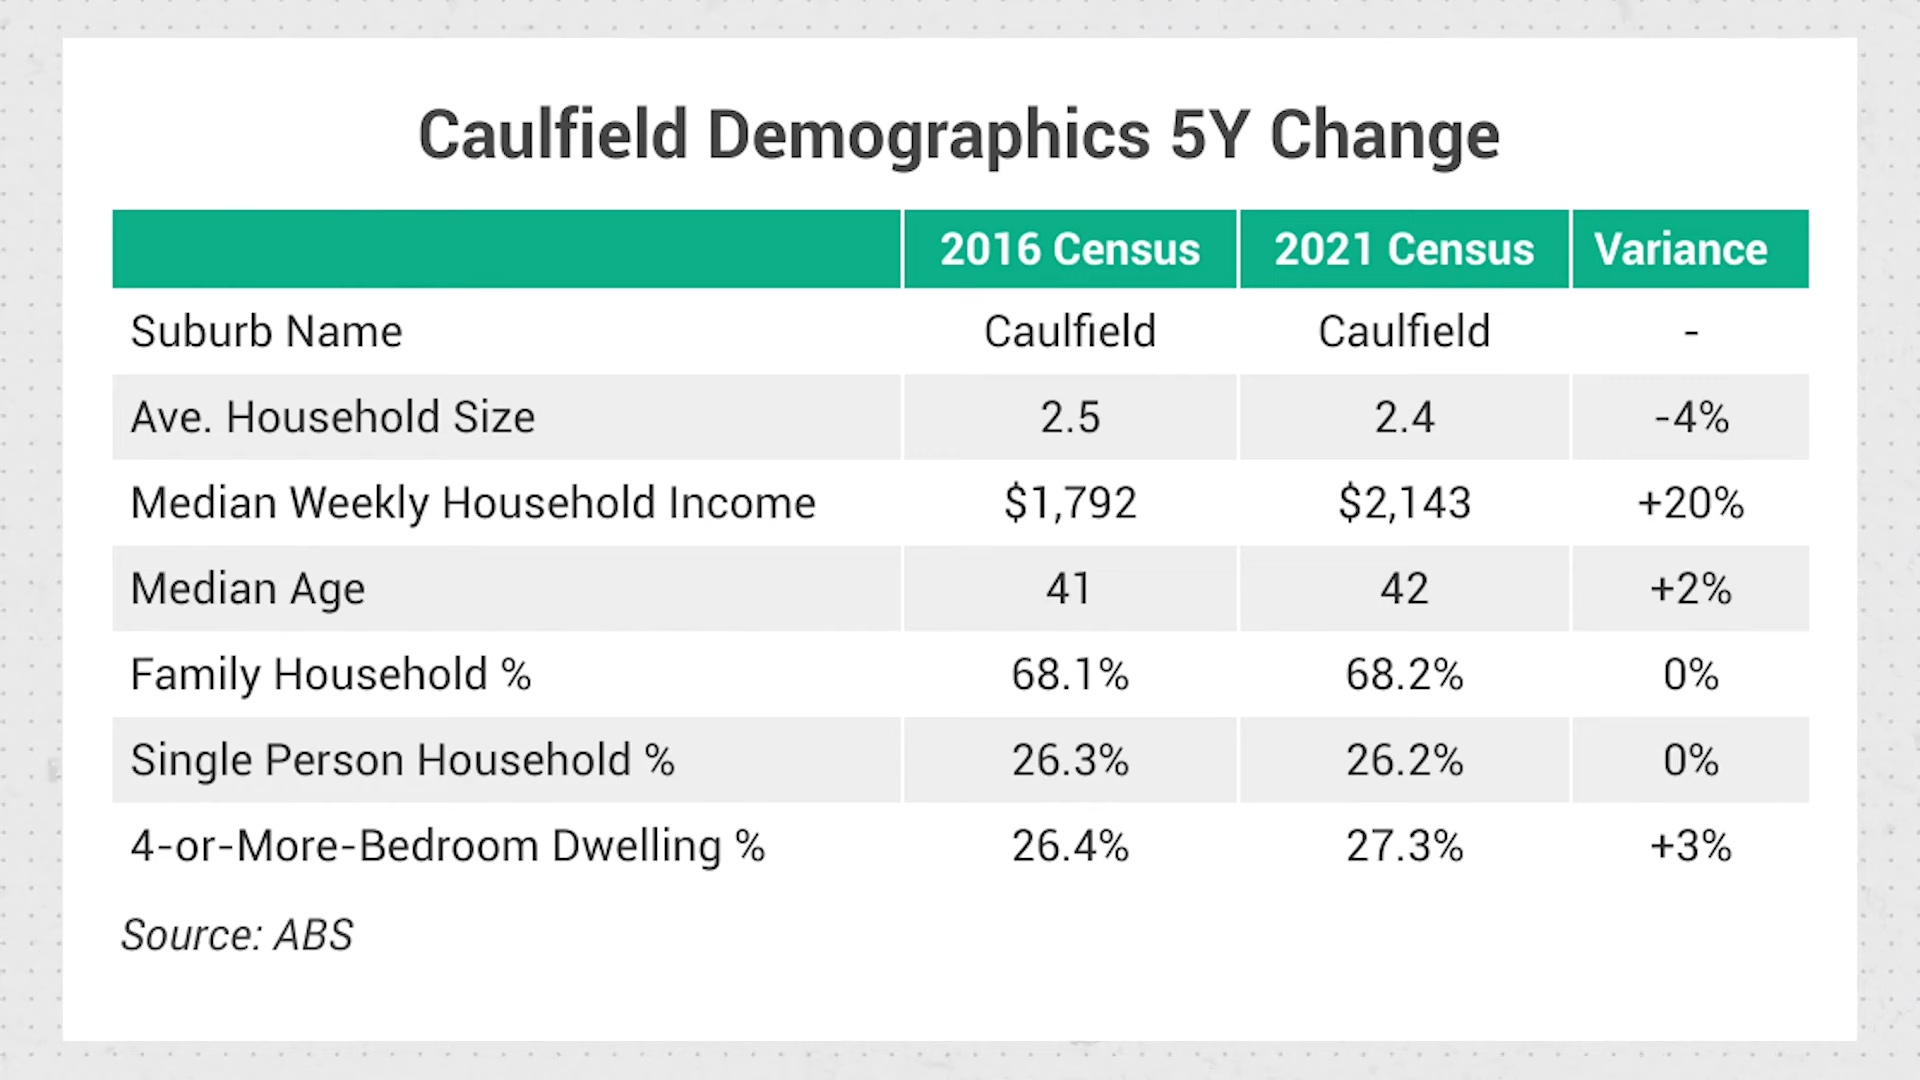 Caulfield Demographics 5Y Change
2016 Census 2021 Census Variance
Suburb Name Caulfield Caulfield -
Ave. Household Size 2.5 2.4 -4%
Median Weekly Household Income $1,792 $2,143 +20%
Median Age 41 42 +2%
Family Household % 68.1% 68.2% 0%
Single Person Household % 26.3% 26.2% 0%
4-or-More-Bedroom Dwelling % 26.4% 27.3% +3%
Source: ABS